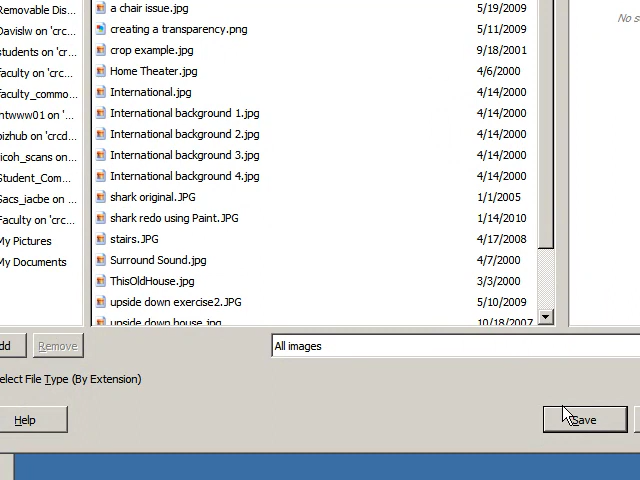 Removable Dis...
Davislw on 'crc...
students on 'crc...
faculty on 'crc...
faculty_commo...
ntwww01 on '...
bizhub on 'crcd...
ricoh_scans on...
Student_Com...
Sacs_iacbe on ...
Faculty on 'crc...
My Pictures
My Documents
a chair issue.jpg 5/19/2009
creating a transparency.png 5/11/2009
crop example.jpg 9/18/2001
Home Theater.jpg 4/6/2000
International.jpg 4/14/2000
International background 1.jpg 4/14/2000
International background 2.jpg 4/14/2000
International background 3.jpg 4/14/2000
International background 4.jpg 4/14/2000
shark original.JPG 1/1/2005
shark redo using Paint.JPG 1/14/2010
stairs.JPG 4/17/2008
Surround Sound.jpg 4/7/2000
ThisOldHouse.jpg 3/3/2000
upside down exercise2.JPG 5/10/2009
upside down house.jpg 10/18/2007
No s
dd Remove All images
elect File Type (By Extension)
Help Save